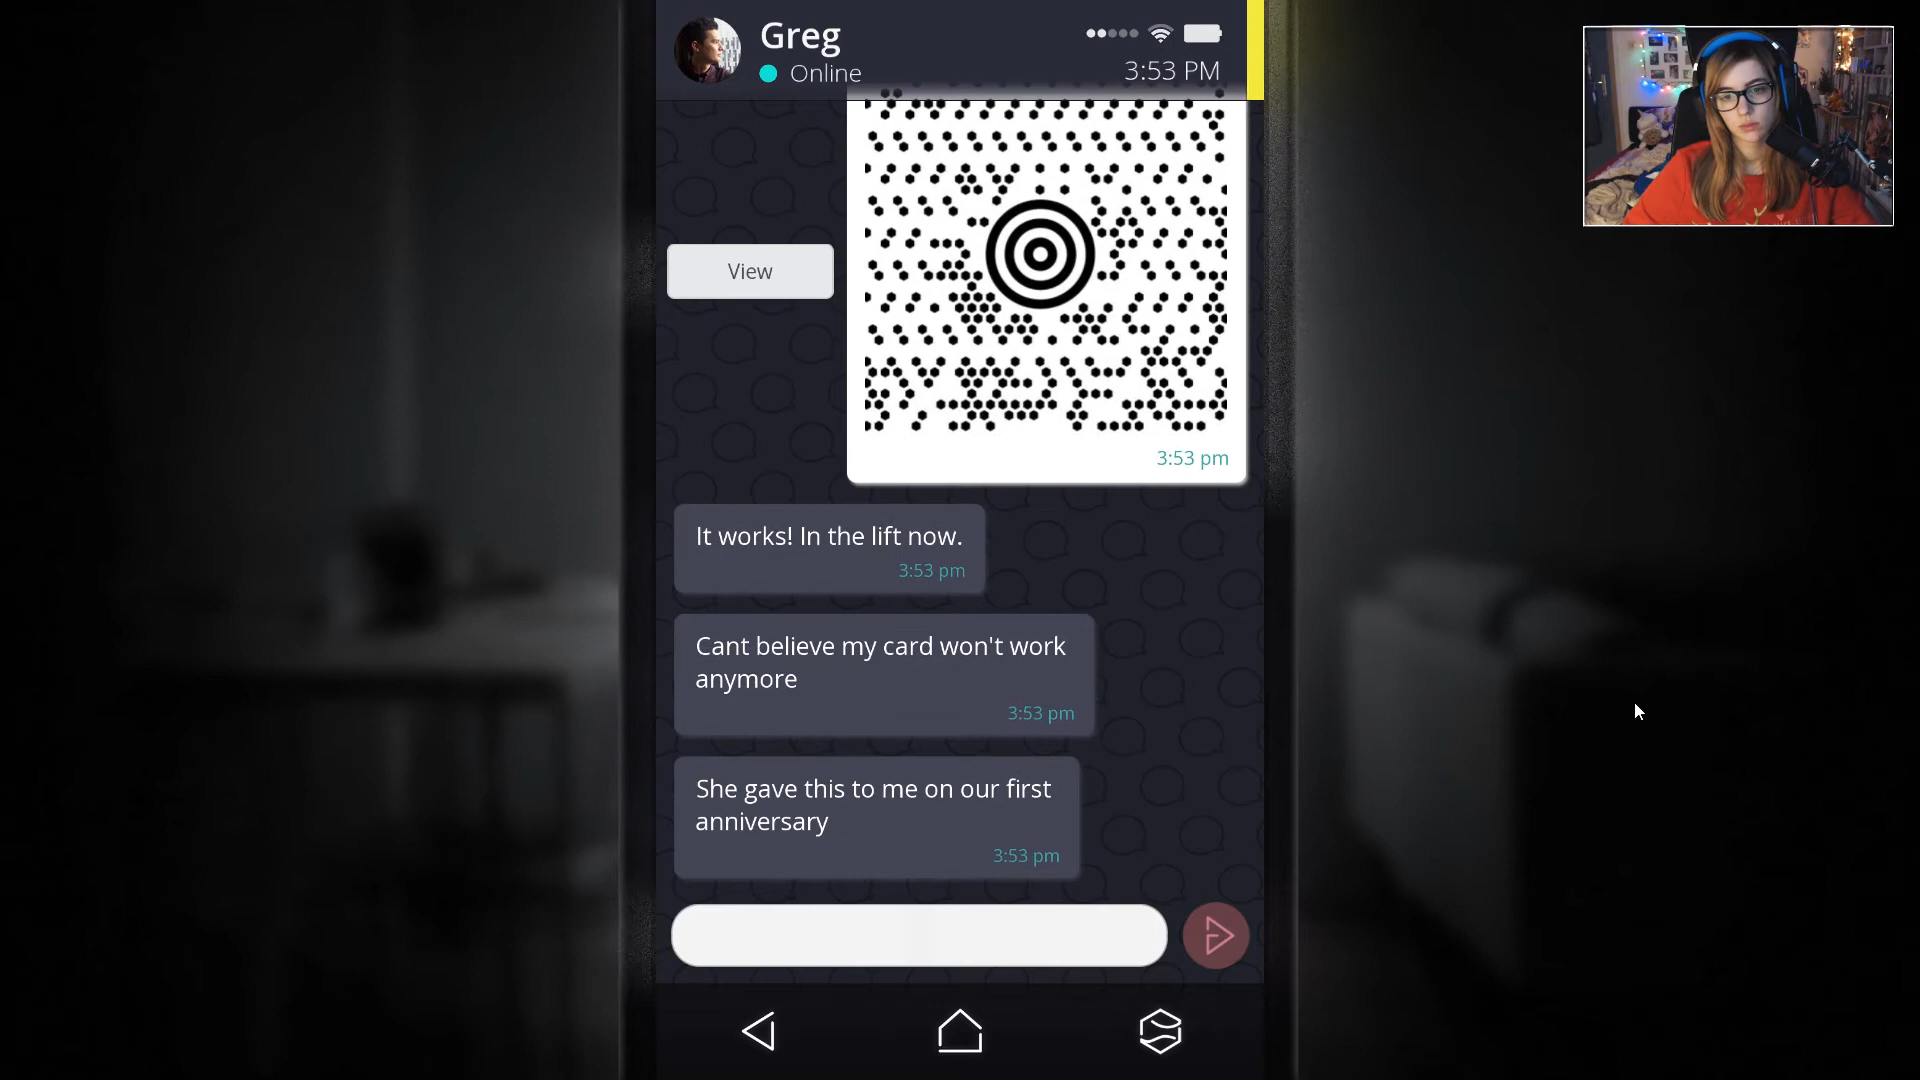 Greg
Online
3:53 PM
View
3:53 pm
It works! In the lift now.
3:53 pm
Cant believe my card won't work
anymore
3:53 pm
She gave this to me on our first
anniversary
3:53 pm